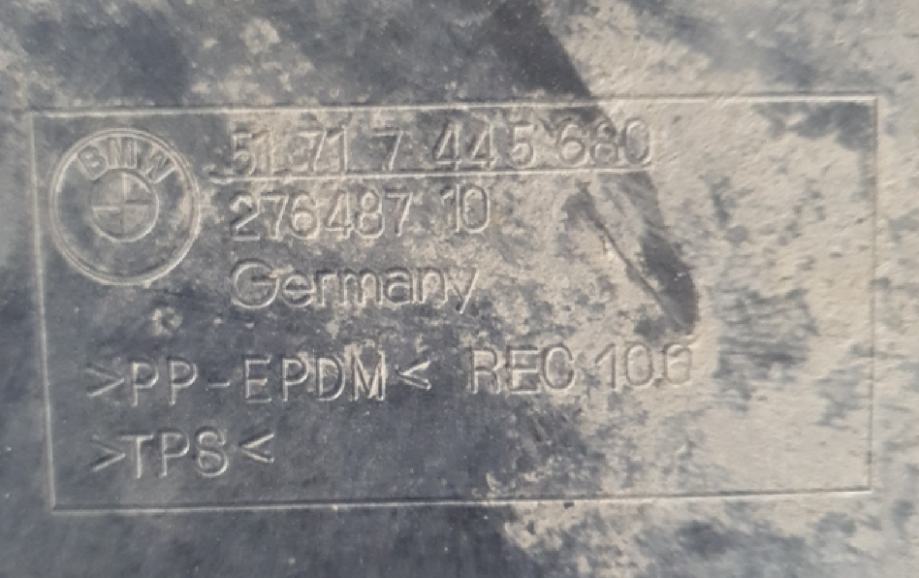 BMW
51 71 7 445 680
276487 10
Germany
>PP-EPDM< REC 100
>TPS<